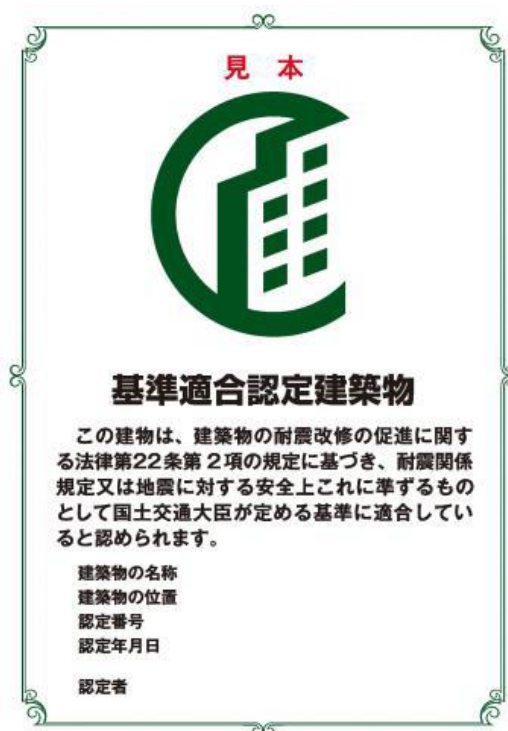 見 本
基準適合認定建築物
この建物は、建築物の耐震改修の促進に関す
る法律第22条第2項の規定に基づき、耐震関係
規定又は地震に対する安全上これに準ずるもの
として国土交通大臣が定める基準に適合してい
ると認められます。
建築物の名称
建築物の位置
認定番号
認定年月日
認定者